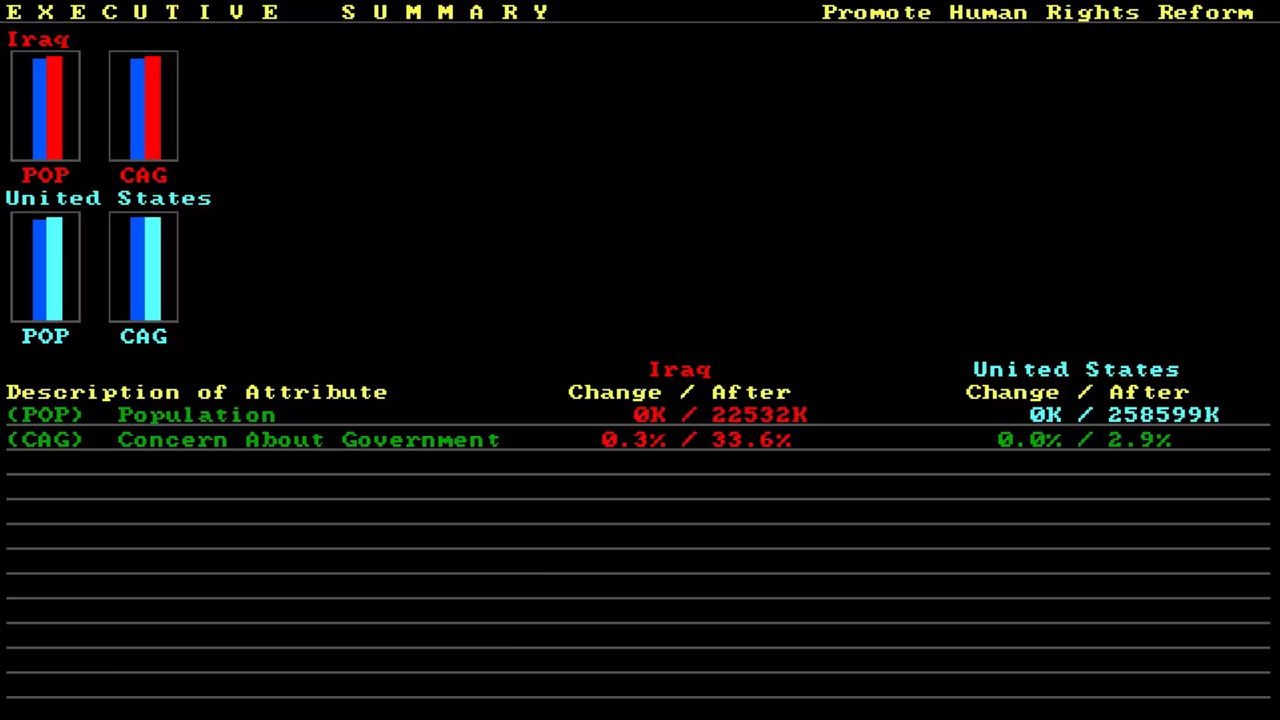 E X E C U T I V E   S U M M A R Y   Promote Human Rights Reform
Iraq
POP CAG
United States
POP CAG
Iraq United States
Description of Attribute Change / After Change / After
(POP) Population 0K / 22532K 0K / 258599K
(CAG) Concern About Government 0.3% / 33.6% 0.0% / 2.9%